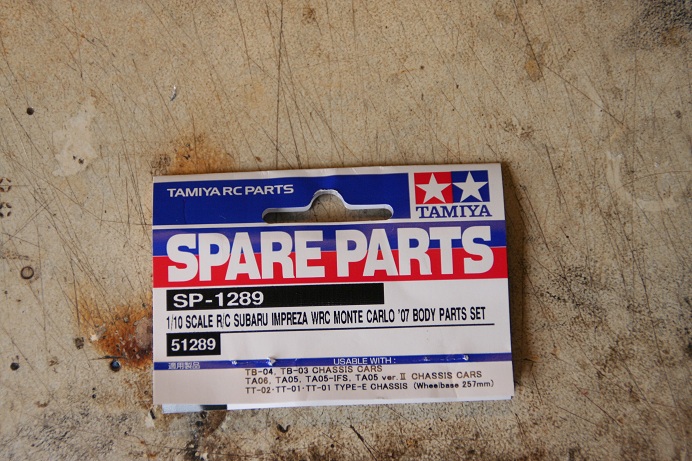 TAMIYA RC PARTS
TAMIYA
SPARE PARTS
SP-1289
1/10 SCALE R/C SUBARU IMPREZA WRC MONTE CARLO '07 BODY PARTS SET
51289
適用製品
USABLE WITH :
TB-04, TB-03 CHASSIS CARS
TA06, TA05, TA05-IFS, TA05 ver.Ⅱ CHASSIS CARS
TT-02・TT-01・TT-01 TYPE-E CHASSIS (Wheelbase 257mm)